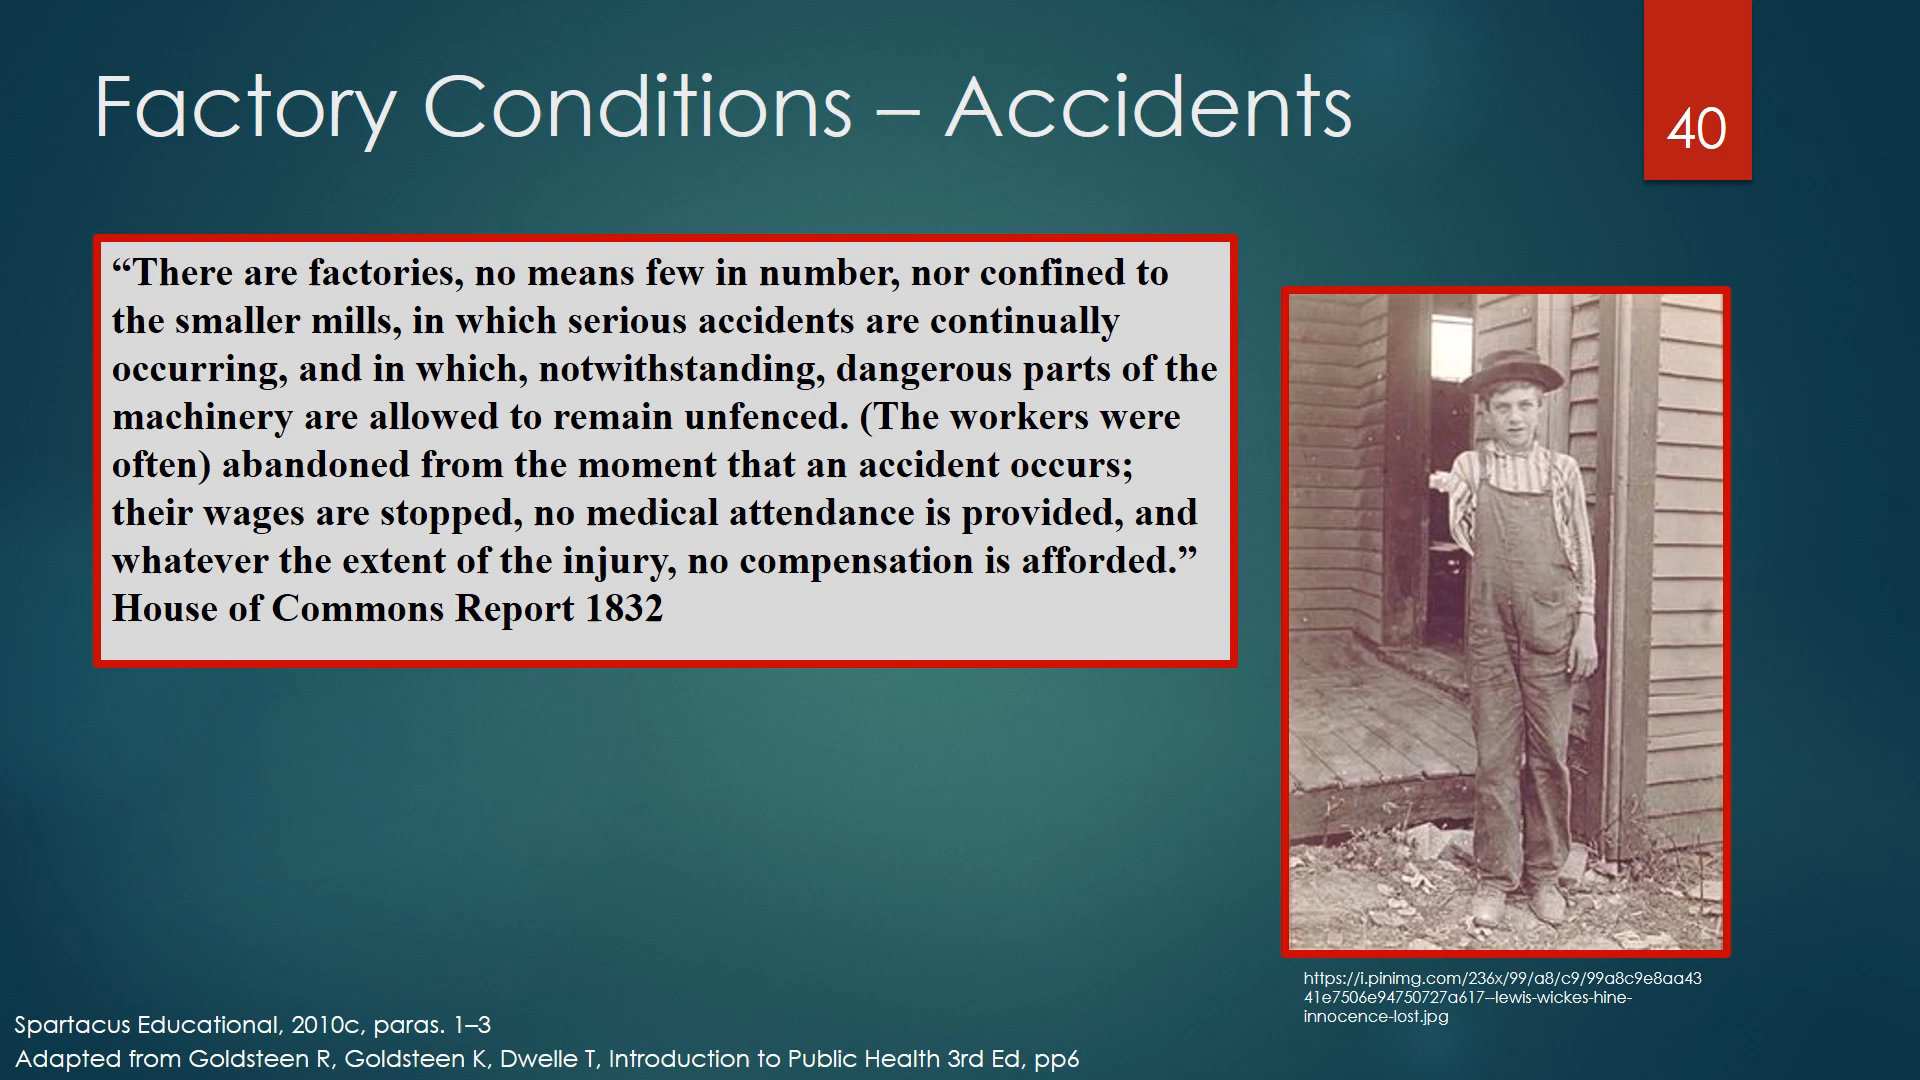 Factory Conditions – Accidents
40
“There are factories, no means few in number, nor confined to
the smaller mills, in which serious accidents are continually
occurring, and in which, notwithstanding, dangerous parts of the
machinery are allowed to remain unfenced. (The workers were
often) abandoned from the moment that an accident occurs;
their wages are stopped, no medical attendance is provided, and
whatever the extent of the injury, no compensation is afforded.”
House of Commons Report 1832
https://i.pinimg.com/236x/99/a8/c9/99a8c9e8aa43
41e7506e94750727a617--lewis-wickes-hine-
innocence-lost.jpg
Spartacus Educational, 2010c, paras. 1–3
Adapted from Goldsteen R, Goldsteen K, Dwelle T, Introduction to Public Health 3rd Ed, pp6